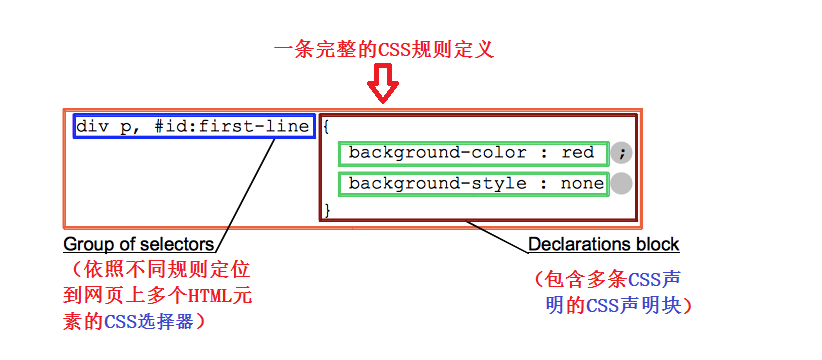 一条完整的CSS规则定义
div p, #id:first-line {
background-color : red ;
background-style : none
}
Group of selectors
（依照不同规则定位
到网页上多个HTML元
素的CSS选择器）
Declarations block
（包含多条CSS声
明的CSS声明块）